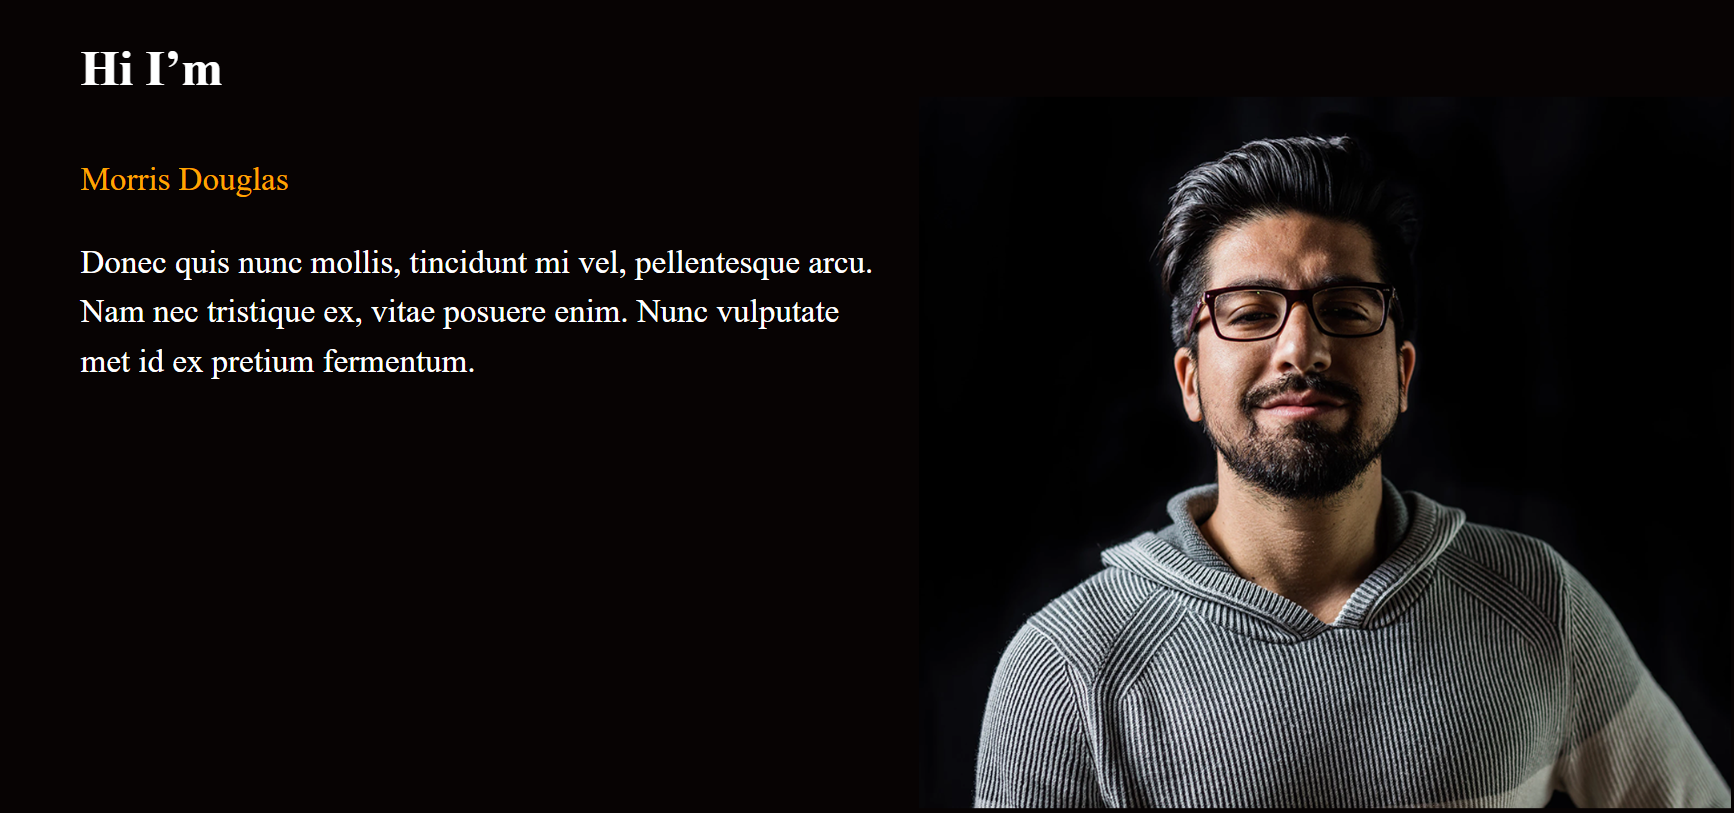 Hi I’m
Morris Douglas
Donec quis nunc mollis, tincidunt mi vel, pellentesque arcu.
Nam nec tristique ex, vitae posuere enim. Nunc vulputate
met id ex pretium fermentum.